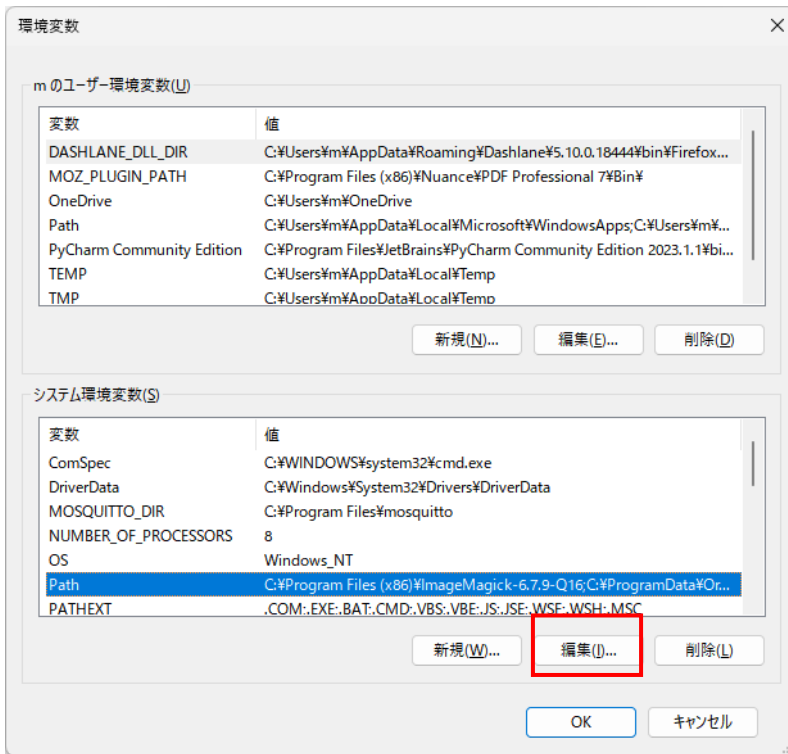 環境変数
m のユーザー環境変数(U)
変数 値
DASHLANE_DLL_DIR C:¥Users¥m¥AppData¥Roaming¥Dashlane¥5.10.0.18444¥bin¥Firefox...
MOZ_PLUGIN_PATH C:¥Program Files (x86)¥Nuance¥PDF Professional 7¥Bin¥
OneDrive C:¥Users¥m¥OneDrive
Path C:¥Users¥m¥AppData¥Local¥Microsoft¥WindowsApps;C:¥Users¥m¥...
PyCharm Community Edition C:¥Program Files¥JetBrains¥PyCharm Community Edition 2023.1.1¥bi...
TEMP C:¥Users¥m¥AppData¥Local¥Temp
TMP C:¥Users¥m¥AppData¥Local¥Temp
新規(N)... 編集(E)... 削除(D)
システム環境変数(S)
変数 値
ComSpec C:¥WINDOWS¥system32¥cmd.exe
DriverData C:¥Windows¥System32¥Drivers¥DriverData
MOSQUITTO_DIR C:¥Program Files¥mosquitto
NUMBER_OF_PROCESSORS 8
OS Windows_NT
Path C:¥Program Files (x86)¥ImageMagick-6.7.9-Q16;C:¥ProgramData¥Or...
PATHEXT .COM;.EXE;.BAT;.CMD;.VBS;.VBE;.JS;.JSE;.WSF;.WSH;.MSC
新規(W)... 編集(I)... 削除(L)
OK キャンセル